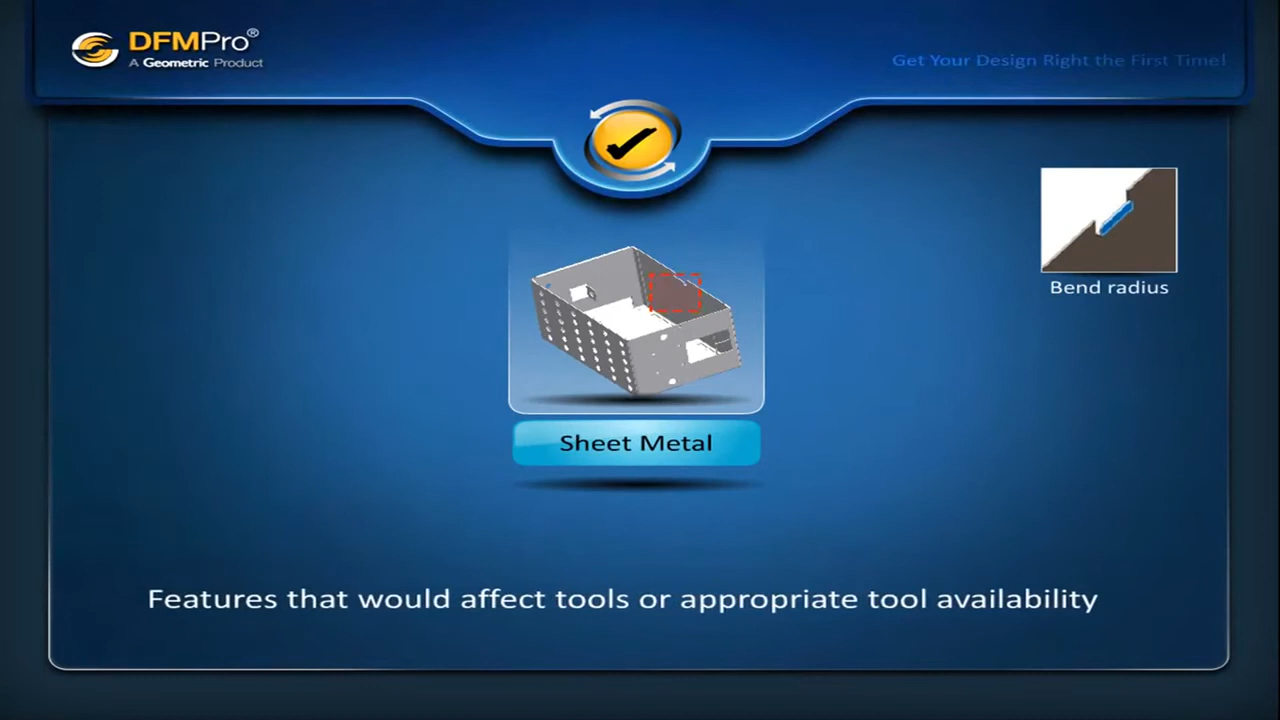 DFMPro®
A Geometric Product
Get Your Design Right the First Time!
Bend radius
Sheet Metal
Features that would affect tools or appropriate tool availability